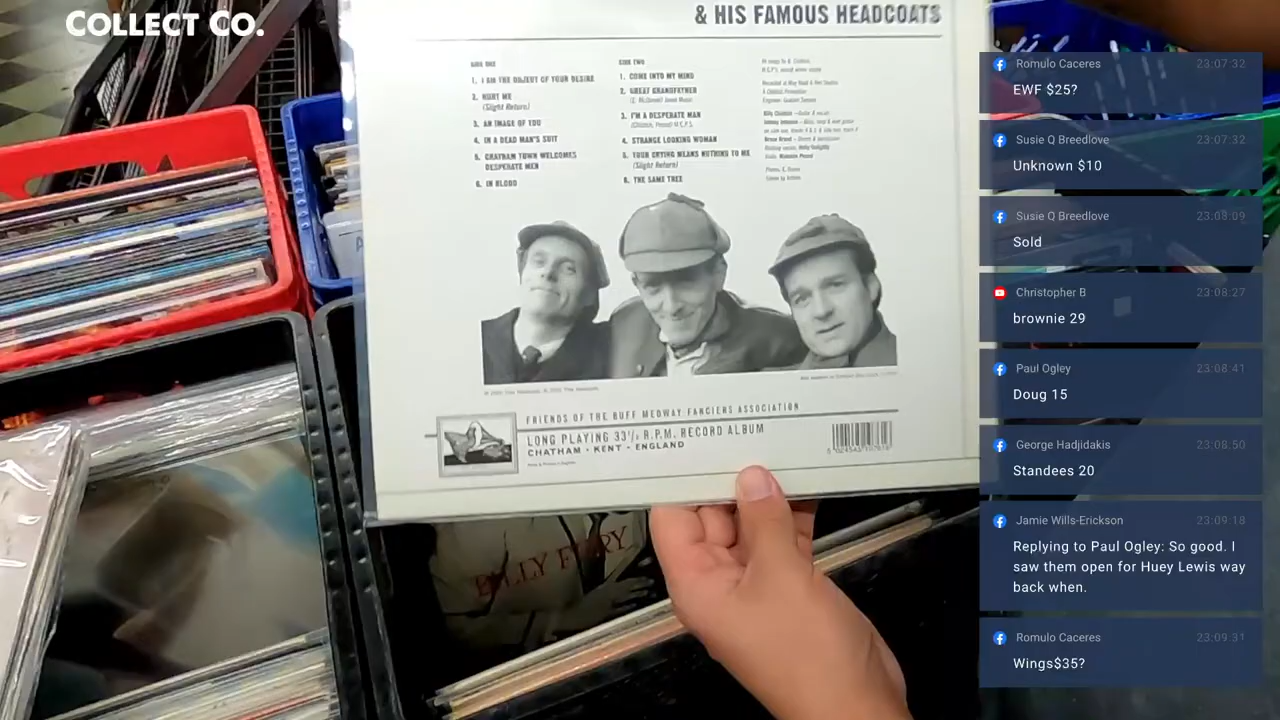 COLLECT CO.
& HIS FAMOUS HEADCOATS
SIDE ONE
1. I AM THE OBJECT OF YOUR DESIRE
2. HURT ME
(Slight Return)
3. AN IMAGE OF YOU
4. IN A DEAD MAN'S SUIT
5. CHATHAM TOWN WELCOMES
DESPERATE MEN
6. IN BLOOD
SIDE TWO
1. COME INTO MY MIND
2. GREAT GRANDFATHER
3. I'M A DESPERATE MAN
4. STRANGE LOOKING WOMAN
5. YOUR CRYING MEANS NOTHING TO ME
(Slight Return)
6. THE SAME TREE
FRIENDS OF THE BUFF MEDWAY FANCIERS ASSOCIATION
LONG PLAYING 33⅓ R.P.M. RECORD ALBUM
CHATHAM - KENT - ENGLAND
BILLY FURY
Romulo Caceres 23:07:32
EWF $25?
Susie Q Breedlove 23:07:32
Unknown $10
Susie Q Breedlove 23:08:09
Sold
Christopher B 23:08:27
brownie 29
Paul Ogley 23:08:41
Doug 15
George Hadjidakis 23:08:50
Standees 20
Jamie Wills-Erickson 23:09:18
Replying to Paul Ogley: So good. I
saw them open for Huey Lewis way
back when.
Romulo Caceres 23:09:31
Wings$35?